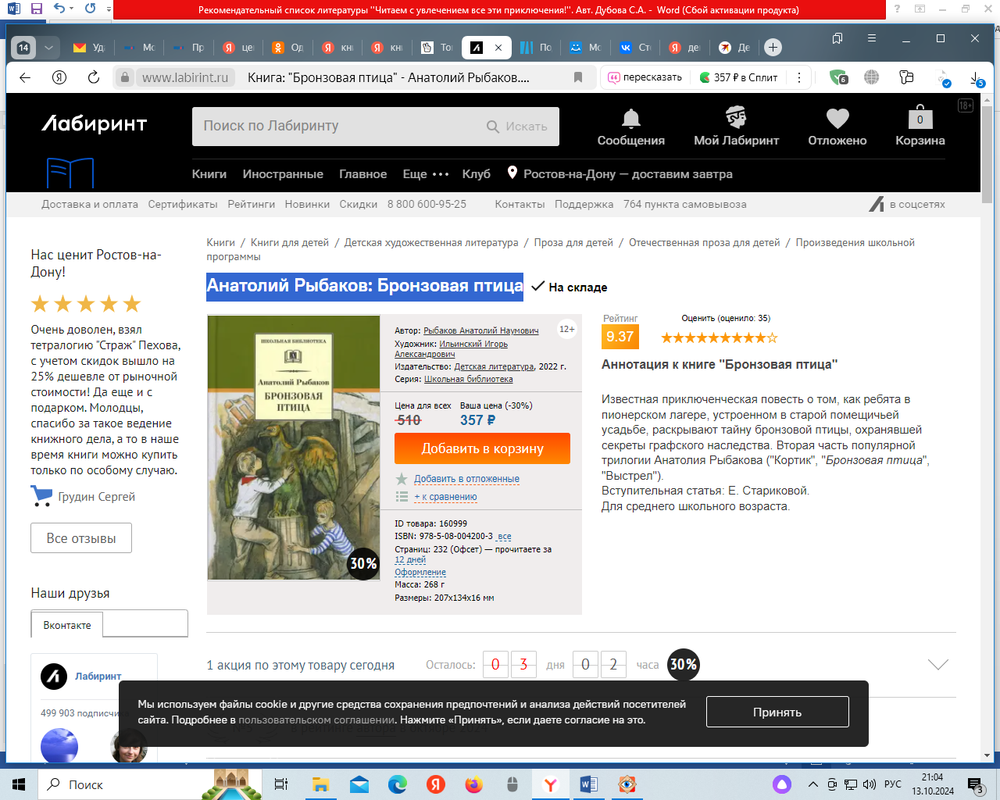 Рекомендательный список литературы "Читаем с увлечением все эти приключения!". Авт. Дубова С.А. - Word (Сбой активации продукта)
14
Уд
Мо
Пр
це
Од
кн
кн
То
По
Мо
Ст
де
Де
www.labirint.ru
Книга: "Бронзовая птица" - Анатолий Рыбаков....
пересказать
357 ₽ в Сплит
6
5
Лабиринт
Поиск по Лабиринту
Искать
Сообщения
Мой Лабиринт
Отложено
0
Корзина
18+
Книги
Иностранные
Главное
Еще •••
Клуб
Ростов-на-Дону — доставим завтра
Доставка и оплата
Сертификаты
Рейтинги
Новинки
Скидки
8 800 600-95-25
Контакты
Поддержка
764 пункта самовывоза
в соцсетях
Нас ценит Ростов-на-
Дону!
Очень доволен, взял
тетралогию "Страж" Пехова,
с учетом скидок вышло на
25% дешевле от рыночной
стоимости! Да еще и с
подарком. Молодцы,
спасибо за такое ведение
книжного дела, а то в наше
время книги можно купить
только по особому случаю.
Грудин Сергей
Все отзывы
Наши друзья
Вконтакте
Лабиринт
499 903 подписчи
Книги / Книги для детей / Детская художественная литература / Проза для детей / Отечественная проза для детей / Произведения школьной
программы
Анатолий Рыбаков: Бронзовая птица
На складе
ШКОЛЬНАЯ БИБЛИОТЕКА
Анатолий Рыбаков
БРОНЗОВАЯ
ПТИЦА
30%
12+
Автор: Рыбаков Анатолий Наумович
Художник: Ильинский Игорь
Александрович
Издательство: Детская литература, 2022 г.
Серия: Школьная библиотека
Цена для всех
Ваша цена (-30%)
510
357 ₽
Добавить в корзину
Добавить в отложенные
+ к сравнению
ID товара: 160999
ISBN: 978-5-08-004200-3 все
Страниц: 232 (Офсет) — прочитаете за
12 дней
Оформление
Масса: 268 г
Размеры: 207x134x16 мм
Рейтинг
9.37
Оценить (оценило: 35)
Аннотация к книге "Бронзовая птица"
Известная приключенческая повесть о том, как ребята в
пионерском лагере, устроенном в старой помещичьей
усадьбе, раскрывают тайну бронзовой птицы, охранявшей
секреты графского наследства. Вторая часть популярной
трилогии Анатолия Рыбакова ("Кортик", "Бронзовая птица",
"Выстрел").
Вступительная статья: Е. Стариковой.
Для среднего школьного возраста.
1 акция по этому товару сегодня
Осталось:
0 3 дня 0 2 часа
30%
Мы используем файлы cookie и другие средства сохранения предпочтений и анализа действий посетителей
сайта. Подробнее в пользовательском соглашении. Нажмите «Принять», если даете согласие на это.
Принять
Поиск
РУС
21:04
13.10.2024
3